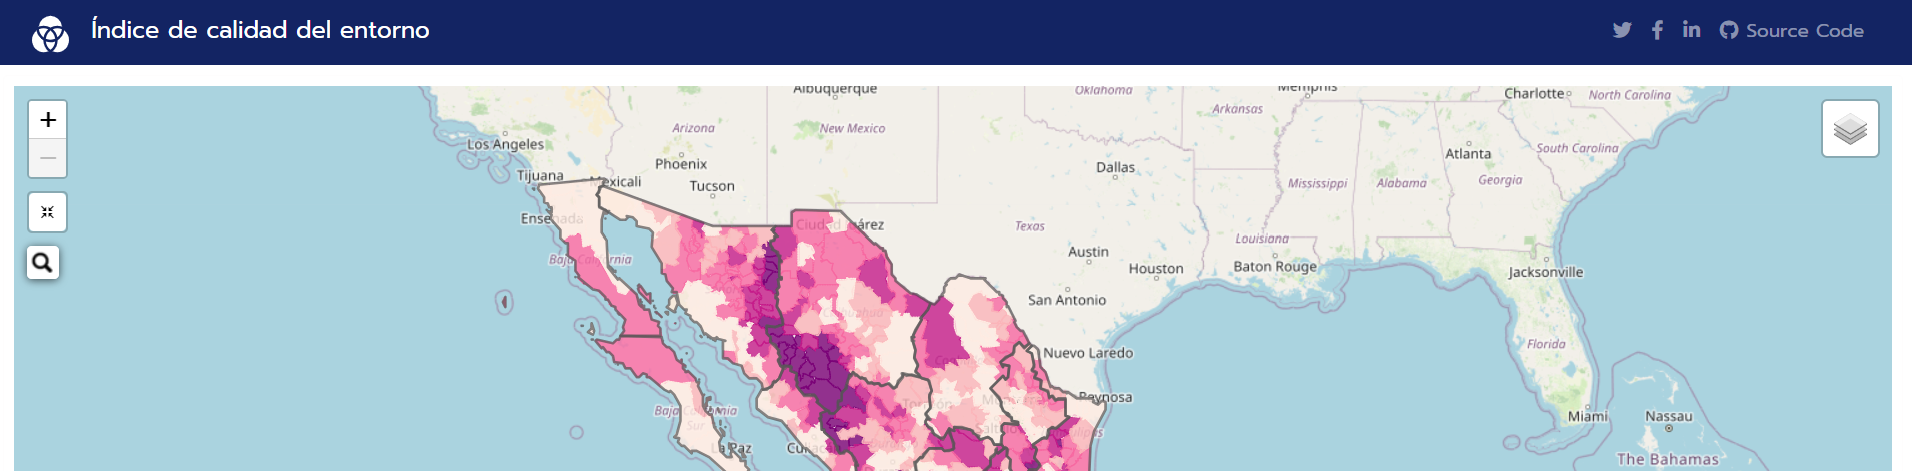 Índice de calidad del entorno
Source Code
+
−
Albuquerque
Oklahoma
Memphis
Charlotte
North Carolina
Arkansas
Arizona
New Mexico
Los Angeles
Phoenix
Dallas
Atlanta
South Carolina
Tijuana
Mexicali
Tucson
Mississippi
Alabama
Georgia
Ensenada
Ciudad Juárez
Texas
Louisiana
Austin
Baja California
Houston
Baton Rouge
Jacksonville
San Antonio
Chihuahua
Florida
Nuevo Laredo
Reynosa
Torreón
Monterrey
Baja California
Sur
Miami
Nassau
La Paz
The Bahamas